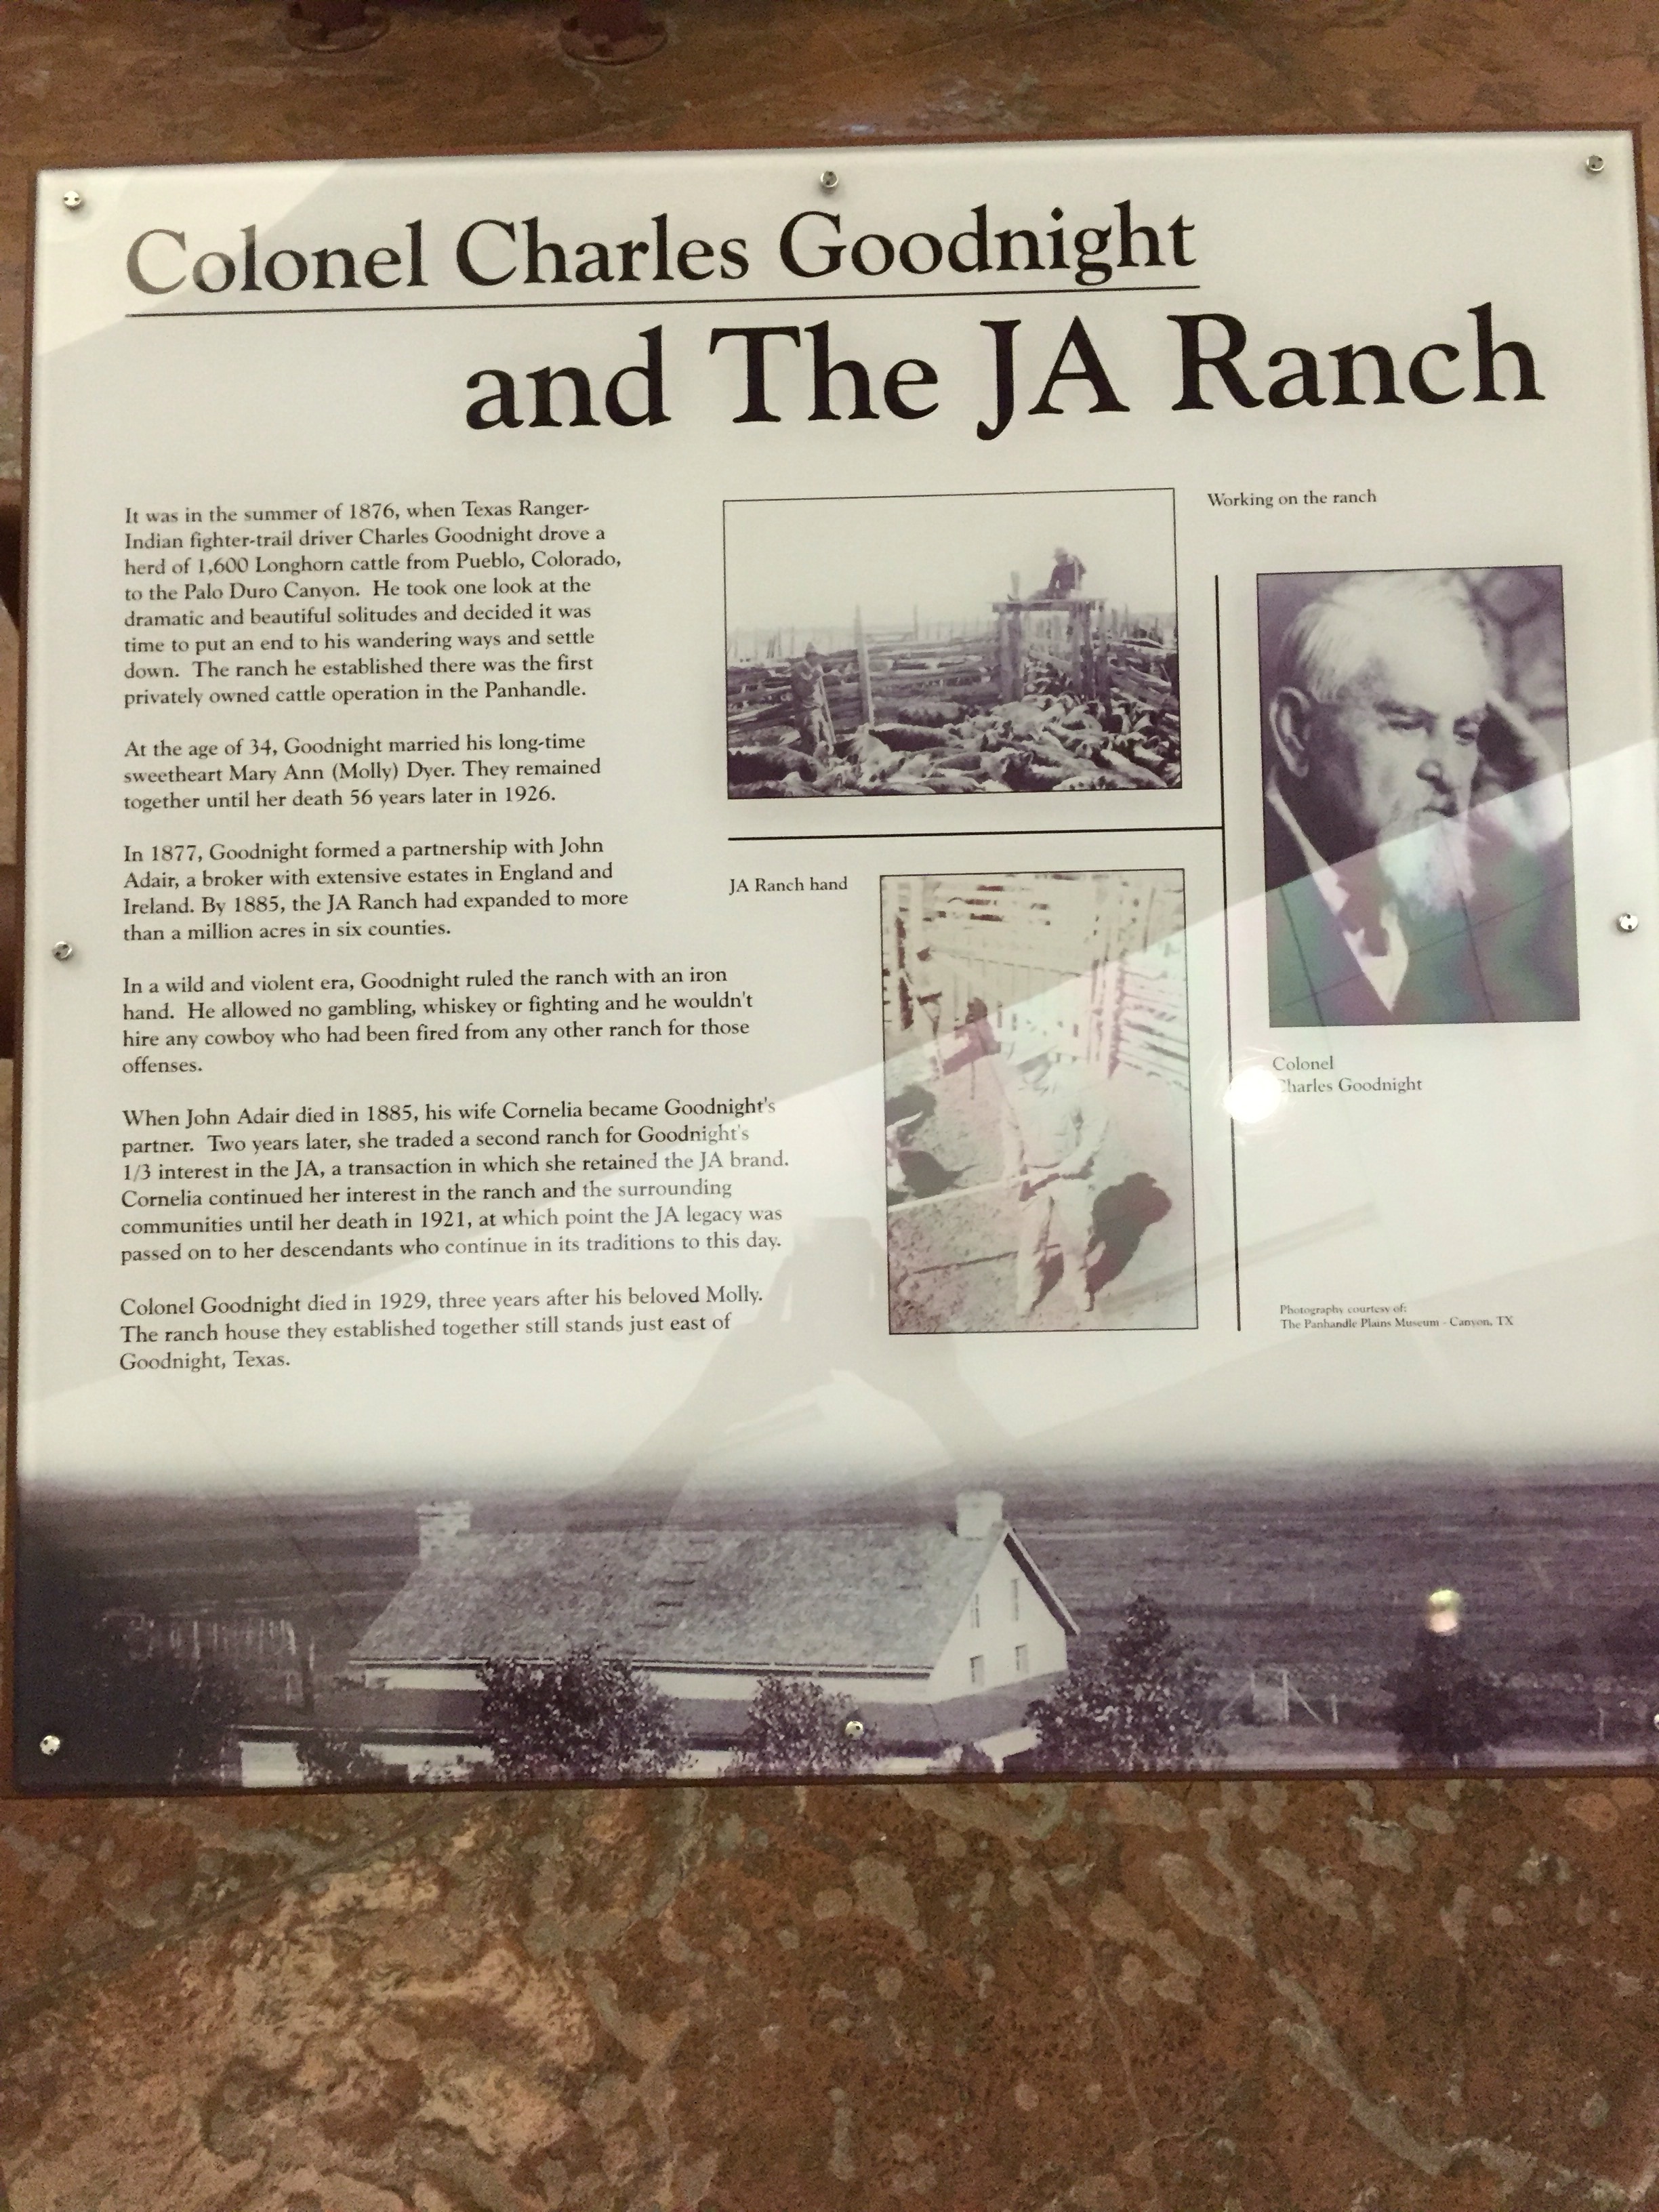 Colonel Charles Goodnight
and The JA Ranch
It was in the summer of 1876, when Texas Ranger-
Indian fighter-trail driver Charles Goodnight drove a
herd of 1,600 Longhorn cattle from Pueblo, Colorado,
to the Palo Duro Canyon. He took one look at the
dramatic and beautiful solitudes and decided it was
time to put an end to his wandering ways and settle
down. The ranch he established there was the first
privately owned cattle operation in the Panhandle.
At the age of 34, Goodnight married his long-time
sweetheart Mary Ann (Molly) Dyer. They remained
together until her death 56 years later in 1926.
In 1877, Goodnight formed a partnership with John
Adair, a broker with extensive estates in England and
Ireland. By 1885, the JA Ranch had expanded to more
than a million acres in six counties.
In a wild and violent era, Goodnight ruled the ranch with an iron
hand. He allowed no gambling, whiskey or fighting and he wouldn't
hire any cowboy who had been fired from any other ranch for those
offenses.
When John Adair died in 1885, his wife Cornelia became Goodnight's
partner. Two years later, she traded a second ranch for Goodnight's
1/3 interest in the JA, a transaction in which she retained the JA brand.
Cornelia continued her interest in the ranch and the surrounding
communities until her death in 1921, at which point the JA legacy was
passed on to her descendants who continue in its traditions to this day.
Colonel Goodnight died in 1929, three years after his beloved Molly.
The ranch house they established together still stands just east of
Goodnight, Texas.
Working on the ranch
JA Ranch hand
Colonel
Charles Goodnight
Photography courtesy of:
The Panhandle Plains Museum - Canyon, TX